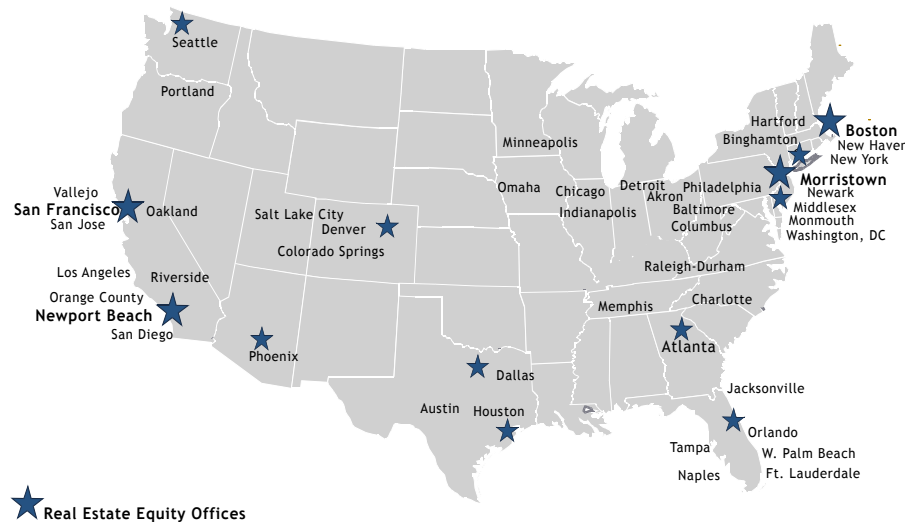 Seattle
Portland
Hartford
Boston
Binghamton
New Haven
Minneapolis
New York
Morristown
Omaha
Chicago
Detroit
Philadelphia
Akron
Newark
Vallejo
San Francisco
Oakland
San Jose
Salt Lake City
Denver
Colorado Springs
Indianapolis
Baltimore
Columbus
Middlesex
Monmouth
Washington, DC
Los Angeles
Riverside
Raleigh-Durham
Orange County
Newport Beach
San Diego
Memphis
Charlotte
Phoenix
Atlanta
Dallas
Austin
Houston
Jacksonville
Orlando
Tampa
W. Palm Beach
Naples
Ft. Lauderdale
Real Estate Equity Offices